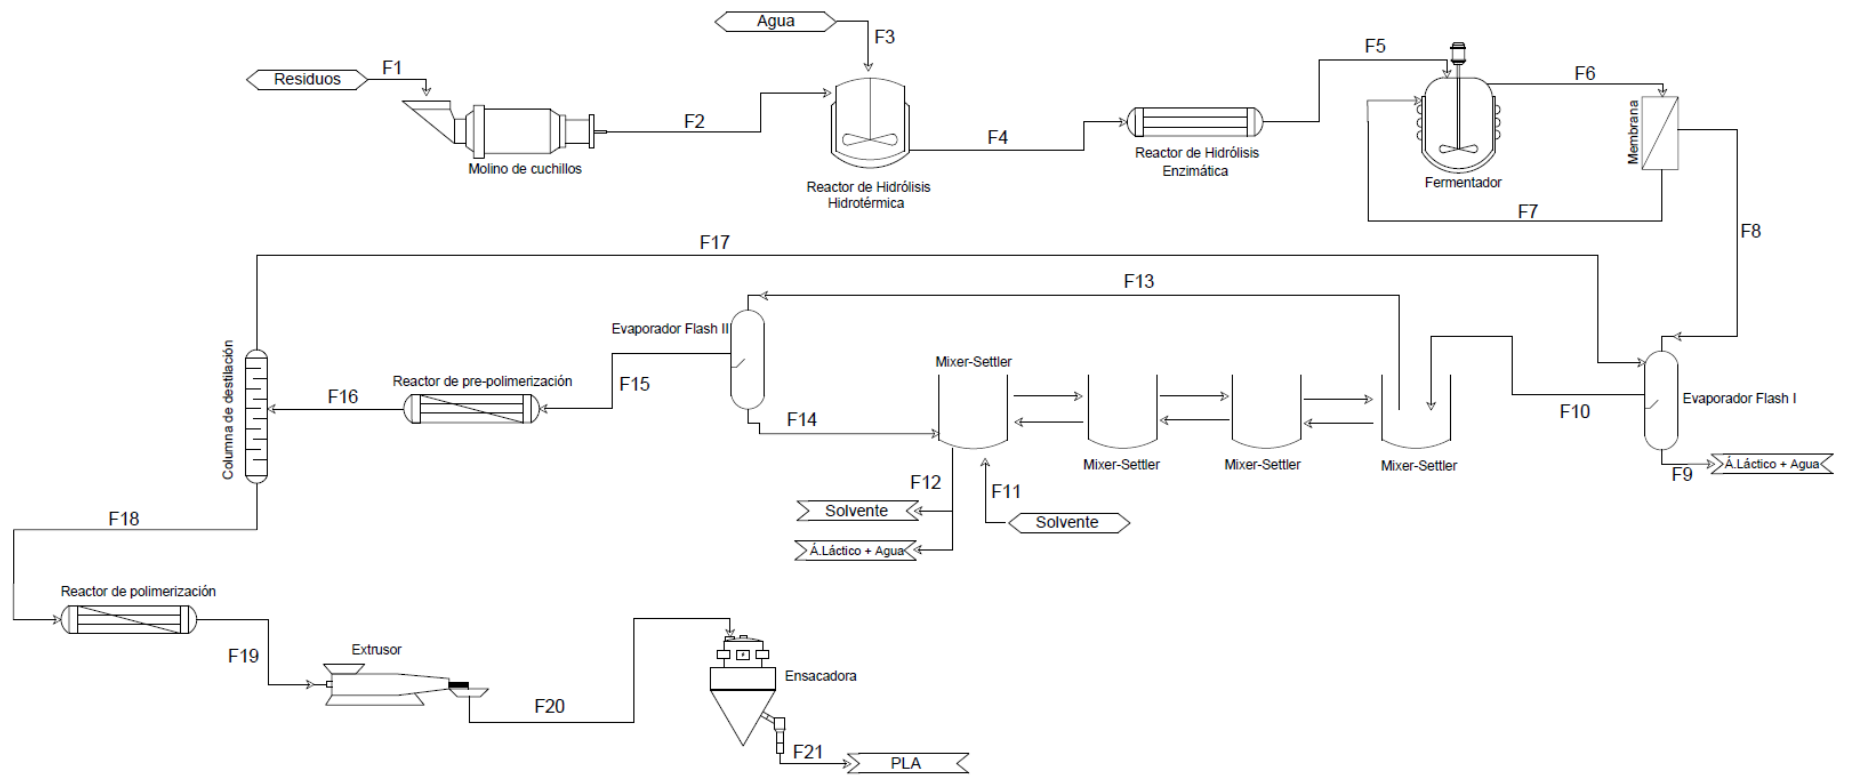 Agua
F3
Residuos
F1
Molino de cuchillos
F2
Reactor de Hidrólisis
Hidrotérmica
F4
Reactor de Hidrólisis
Enzimática
F5
Fermentador
F6
Membrana
F7
F8
F17
F13
Evaporador Flash II
Columna de destilación
Reactor de pre-polimerización
F16
F15
F14
Mixer-Settler
Mixer-Settler
Mixer-Settler
Mixer-Settler
F10
Evaporador Flash I
F9
Á.Láctico + Agua
F12
F11
Solvente
Solvente
Á.Láctico + Agua
F18
Reactor de polimerización
F19
Extrusor
F20
Ensacadora
F21
PLA